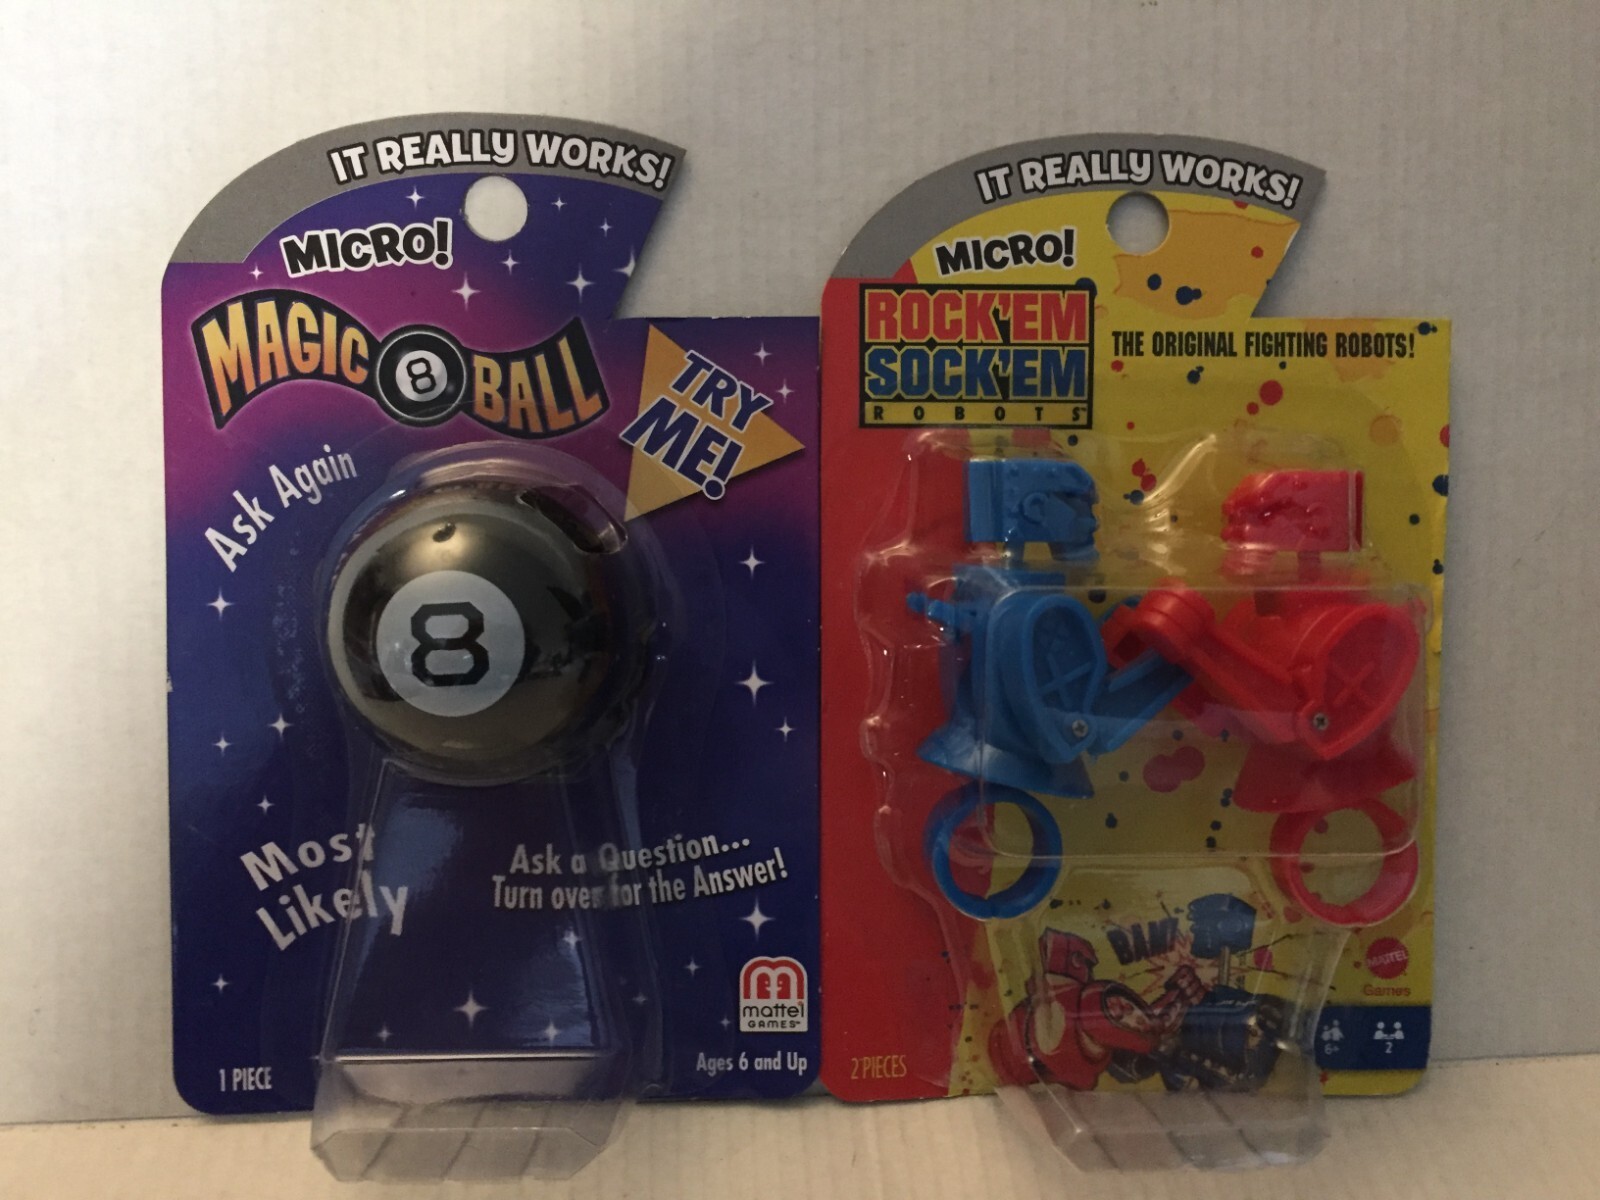 IT REALLY WORKS!
MICRO!
MAGIC 8 BALL
TRY
ME!
Ask Again
8
Most
Likely
Ask a Question...
Turn over for the Answer!
mattel
GAMES™
1 PIECE
Ages 6 and Up
IT REALLY WORKS!
MICRO!
ROCK'EM
SOCK'EM
ROBOTS™
THE ORIGINAL FIGHTING ROBOTS!
BAM!
MATTEL
Games
6+
2
2 PIECES